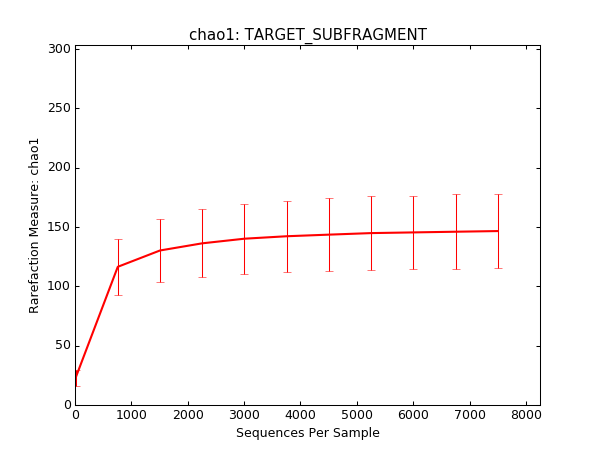 chao1: TARGET_SUBFRAGMENT
300
250
200
150
100
50
0
Rarefaction Measure: chao1
0 1000 2000 3000 4000 5000 6000 7000 8000
Sequences Per Sample